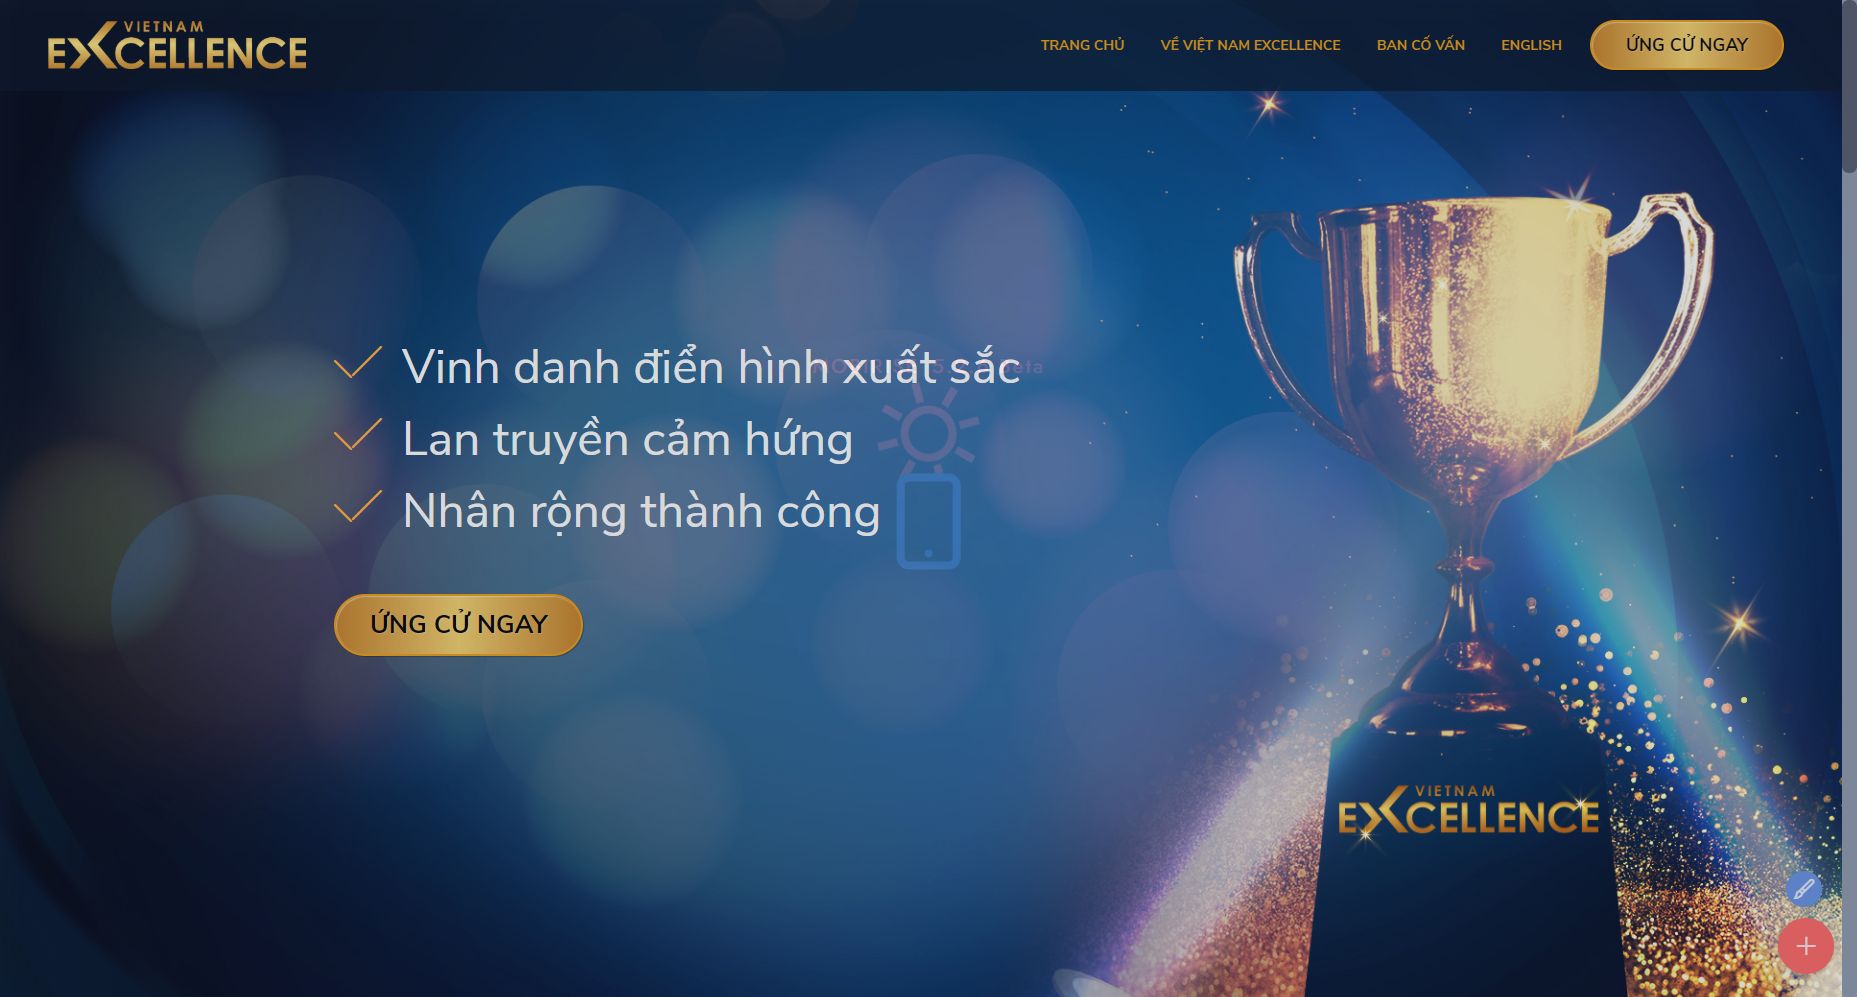 VIETNAM
EXCELLENCE
TRANG CHỦ
VỀ VIỆT NAM EXCELLENCE
BAN CỐ VẤN
ENGLISH
ỨNG CỬ NGAY
Vinh danh điển hình xuất sắc
Lan truyền cảm hứng
Nhân rộng thành công
ỨNG CỬ NGAY
VIETNAM
EXCELLENCE